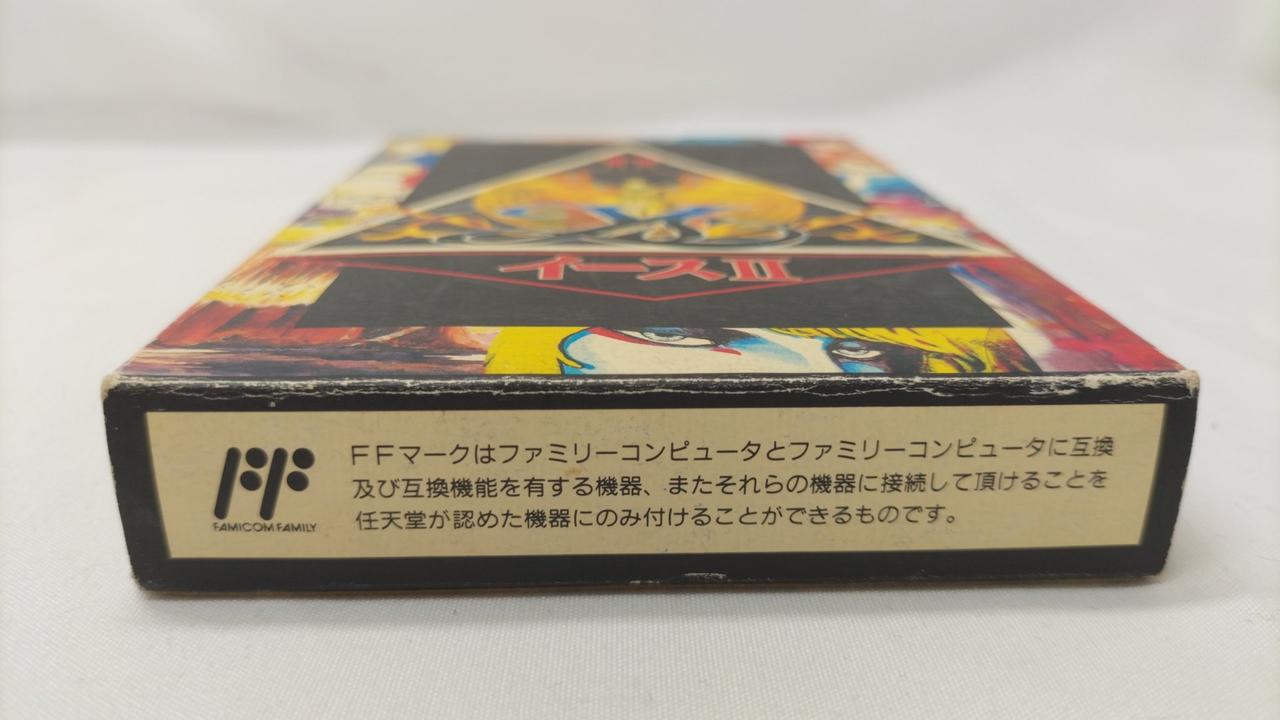 Ys
イースII
FAMICOM FAMILY
FFマークはファミリーコンピュータとファミリーコンピュータに互換
及び互換機能を有する機器、またそれらの機器に接続して頂けることを
任天堂が認めた機器にのみ付けることができるものです。